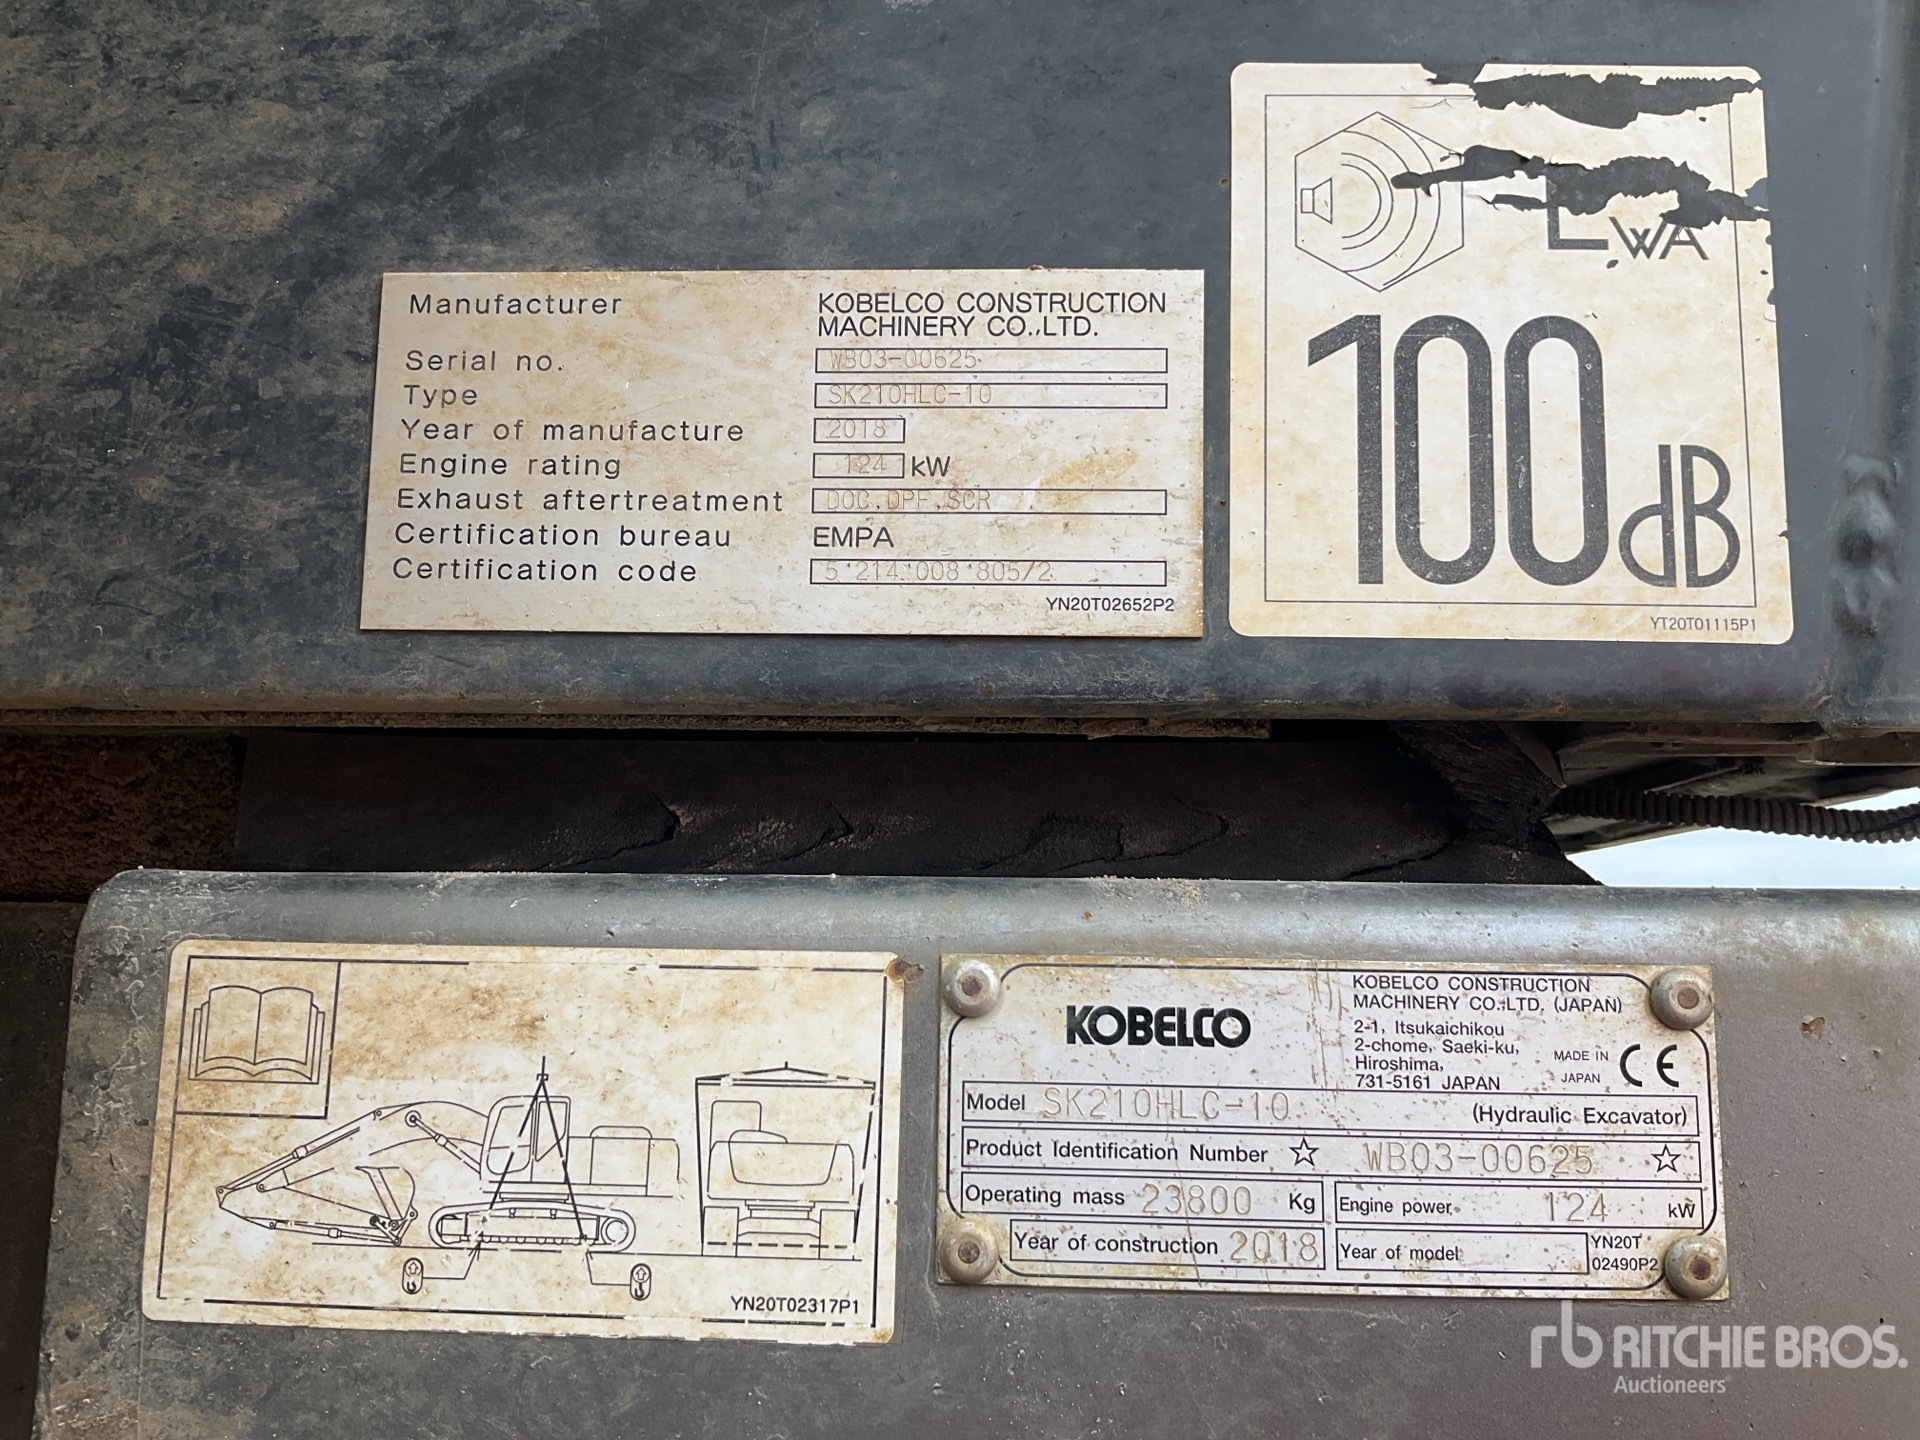 Manufacturer KOBELCO CONSTRUCTION
MACHINERY CO.,LTD.
Serial no. WB03-00625
Type SK210HLC-10
Year of manufacture 2018
Engine rating 124 kW
Exhaust aftertreatment DOC,DPF,SCR
Certification bureau EMPA
Certification code 5'214'008'805/2
YN20T02652P2
LWA
100dB
YT20T01115P1
YN20T02317P1
KOBELCO
KOBELCO CONSTRUCTION
MACHINERY CO.,LTD. (JAPAN)
2-1, Itsukaichikou
2-chome, Saeki-ku,
Hiroshima,
731-5161 JAPAN
MADE IN
JAPAN
CE
Model SK210HLC-10 (Hydraulic Excavator)
Product Identification Number ☆ WB03-00625 ☆
Operating mass 23800 Kg Engine power 124 kW
Year of construction 2018 Year of model
YN20T
02490P2
rb RITCHIE BROS.
Auctioneers